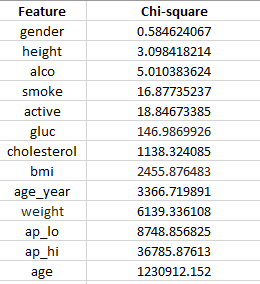 Feature Chi-square
gender 0.584624067
height 3.098418214
alco 5.010383624
smoke 16.87735237
active 18.84673385
gluc 146.9869926
cholesterol 1138.324085
bmi 2455.876483
age_year 3366.719891
weight 6139.336108
ap_lo 8748.856825
ap_hi 36785.87613
age 1230912.152